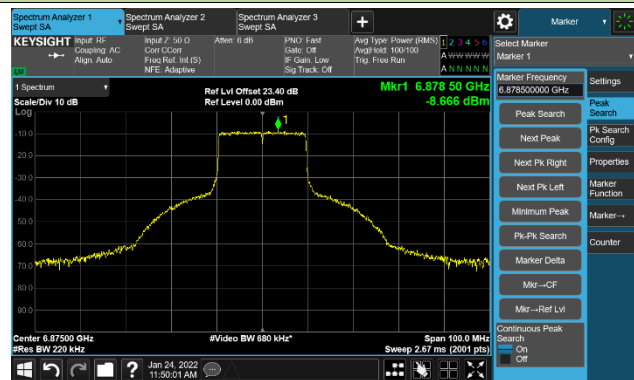 Spectrum Analyzer 1
Swept SA
Spectrum Analyzer 2
Swept SA
Spectrum Analyzer 3
Swept SA
+
Marker
KEYSIGHT
Input: RF
Coupling: AC
Align: Auto
Input Z: 50 Ω
Corr CCorr
Freq Ref: Int (S)
NFE: Adaptive
Atten: 6 dB
PNO: Fast
Gate: Off
IF Gain: Low
Sig Track: Off
Avg Type: Power (RMS)
Avg|Hold: 100/100
Trig: Free Run
1 2 3 4 5 6
A W W W W W
A N N N N N
Select Marker
Marker 1
1 Spectrum
Scale/Div 10 dB
Log
Ref Lvl Offset 23.40 dB
Ref Level 0.00 dBm
Mkr1 6.878 50 GHz
-8.666 dBm
1
-10.0
-20.0
-30.0
-40.0
-50.0
-60.0
-70.0
-80.0
-90.0
Center 6.87500 GHz
#Res BW 220 kHz
#Video BW 680 kHz*
Span 100.0 MHz
Sweep 2.67 ms (2001 pts)
Marker Frequency
6.878500000 GHz
Peak Search
Next Peak
Next Pk Right
Next Pk Left
Minimum Peak
Pk-Pk Search
Marker Delta
Mkr→CF
Mkr→Ref Lvl
Continuous Peak
Search
On
Off
Settings
Peak
Search
Pk Search
Config
Properties
Marker
Function
Marker→
Counter
?
Jan 24, 2022
11:50:01 AM